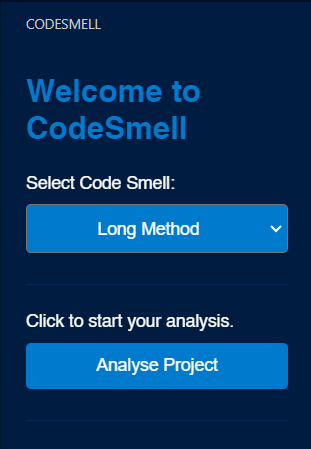 CODESMELL
Welcome to
CodeSmell
Select Code Smell:
Long Method
Click to start your analysis.
Analyse Project